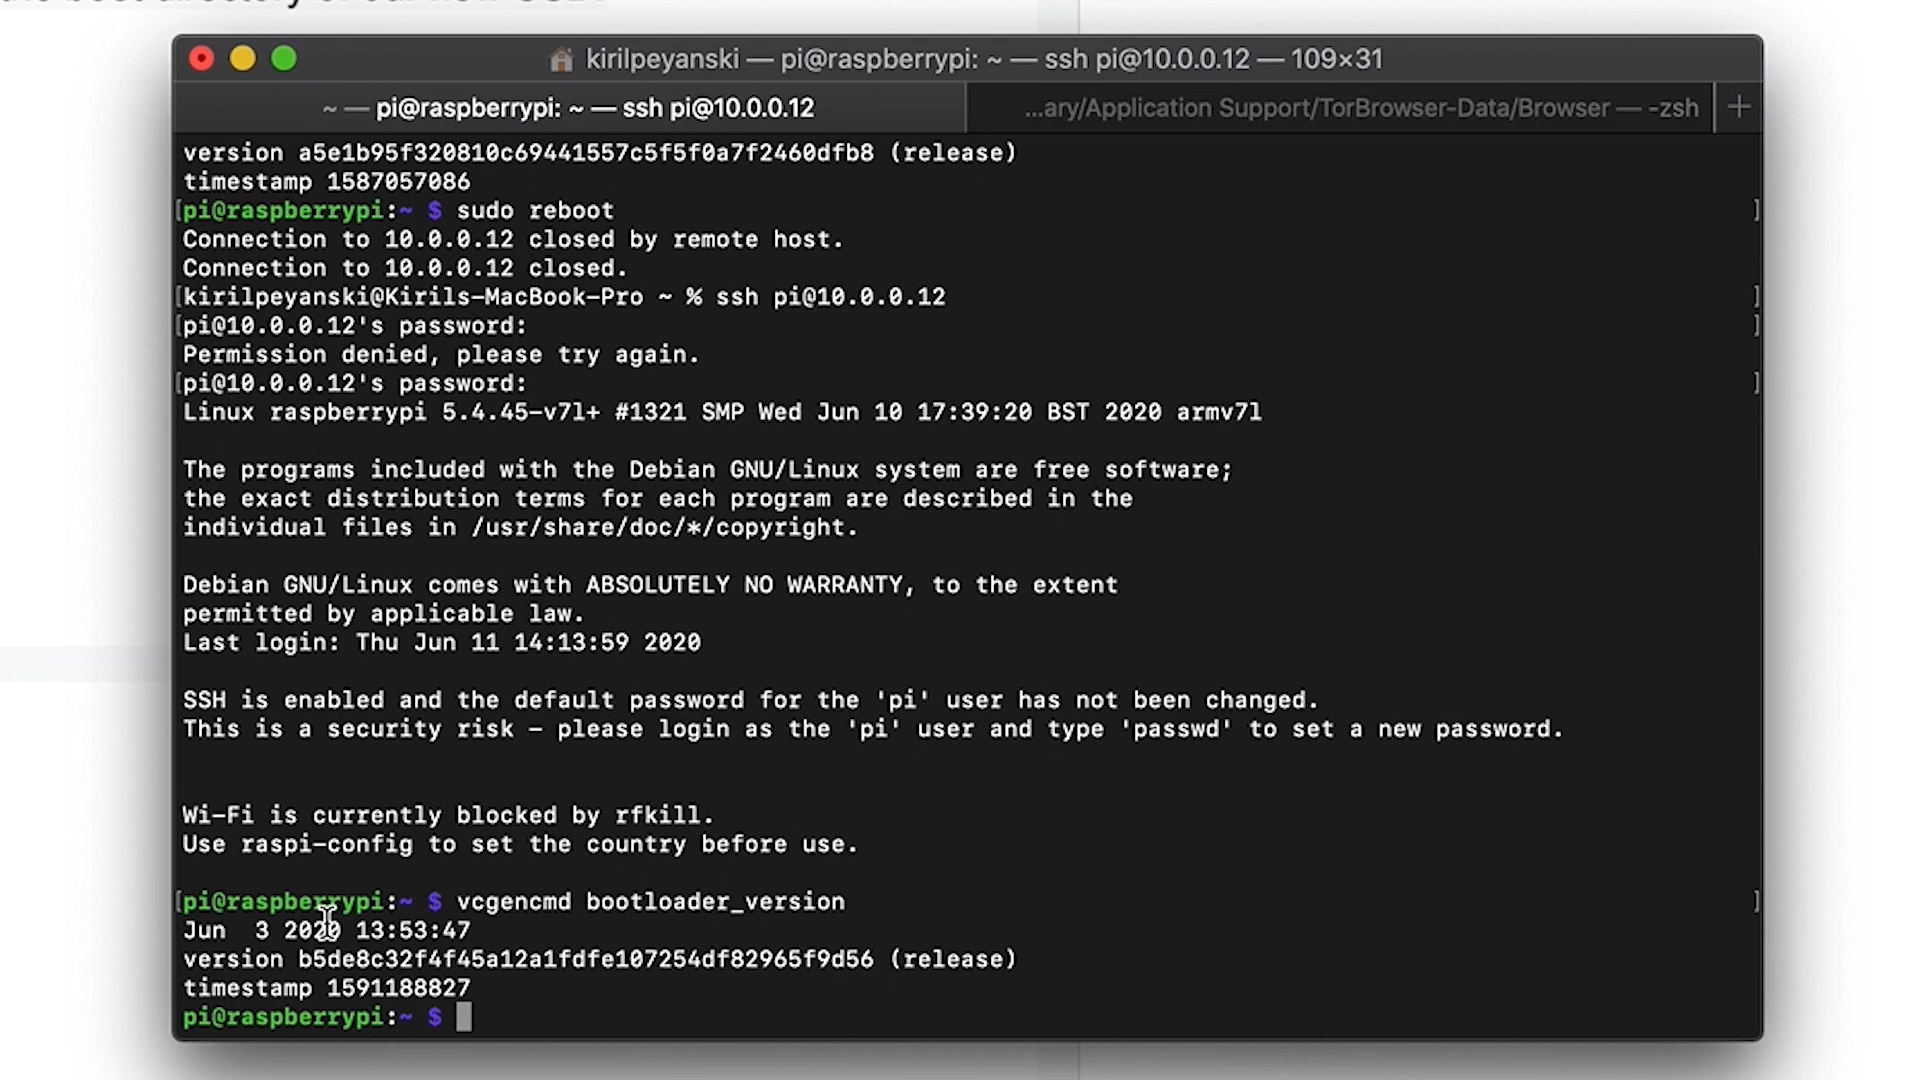 kirilpeyanski — pi@raspberrypi: ~ — ssh pi@10.0.0.12 — 109×31
~ — pi@raspberrypi: ~ — ssh pi@10.0.0.12
...ary/Application Support/TorBrowser-Data/Browser — -zsh
version a5e1b95f320810c69441557c5f5f0a7f2460dfb8 (release)
timestamp 1587057086
[pi@raspberrypi:~ $ sudo reboot ]
Connection to 10.0.0.12 closed by remote host.
Connection to 10.0.0.12 closed.
[kirilpeyanski@Kirils-MacBook-Pro ~ % ssh pi@10.0.0.12 ]
[pi@10.0.0.12's password: ]
Permission denied, please try again.
[pi@10.0.0.12's password: ]
Linux raspberrypi 5.4.45-v7l+ #1321 SMP Wed Jun 10 17:39:20 BST 2020 armv7l
The programs included with the Debian GNU/Linux system are free software;
the exact distribution terms for each program are described in the
individual files in /usr/share/doc/*/copyright.
Debian GNU/Linux comes with ABSOLUTELY NO WARRANTY, to the extent
permitted by applicable law.
Last login: Thu Jun 11 14:13:59 2020
SSH is enabled and the default password for the 'pi' user has not been changed.
This is a security risk - please login as the 'pi' user and type 'passwd' to set a new password.
Wi-Fi is currently blocked by rfkill.
Use raspi-config to set the country before use.
[pi@raspberrypi:~ $ vcgencmd bootloader_version ]
Jun  3 2020 13:53:47
version b5de8c32f4f45a12a1fdfe107254df82965f9d56 (release)
timestamp 1591188827
pi@raspberrypi:~ $